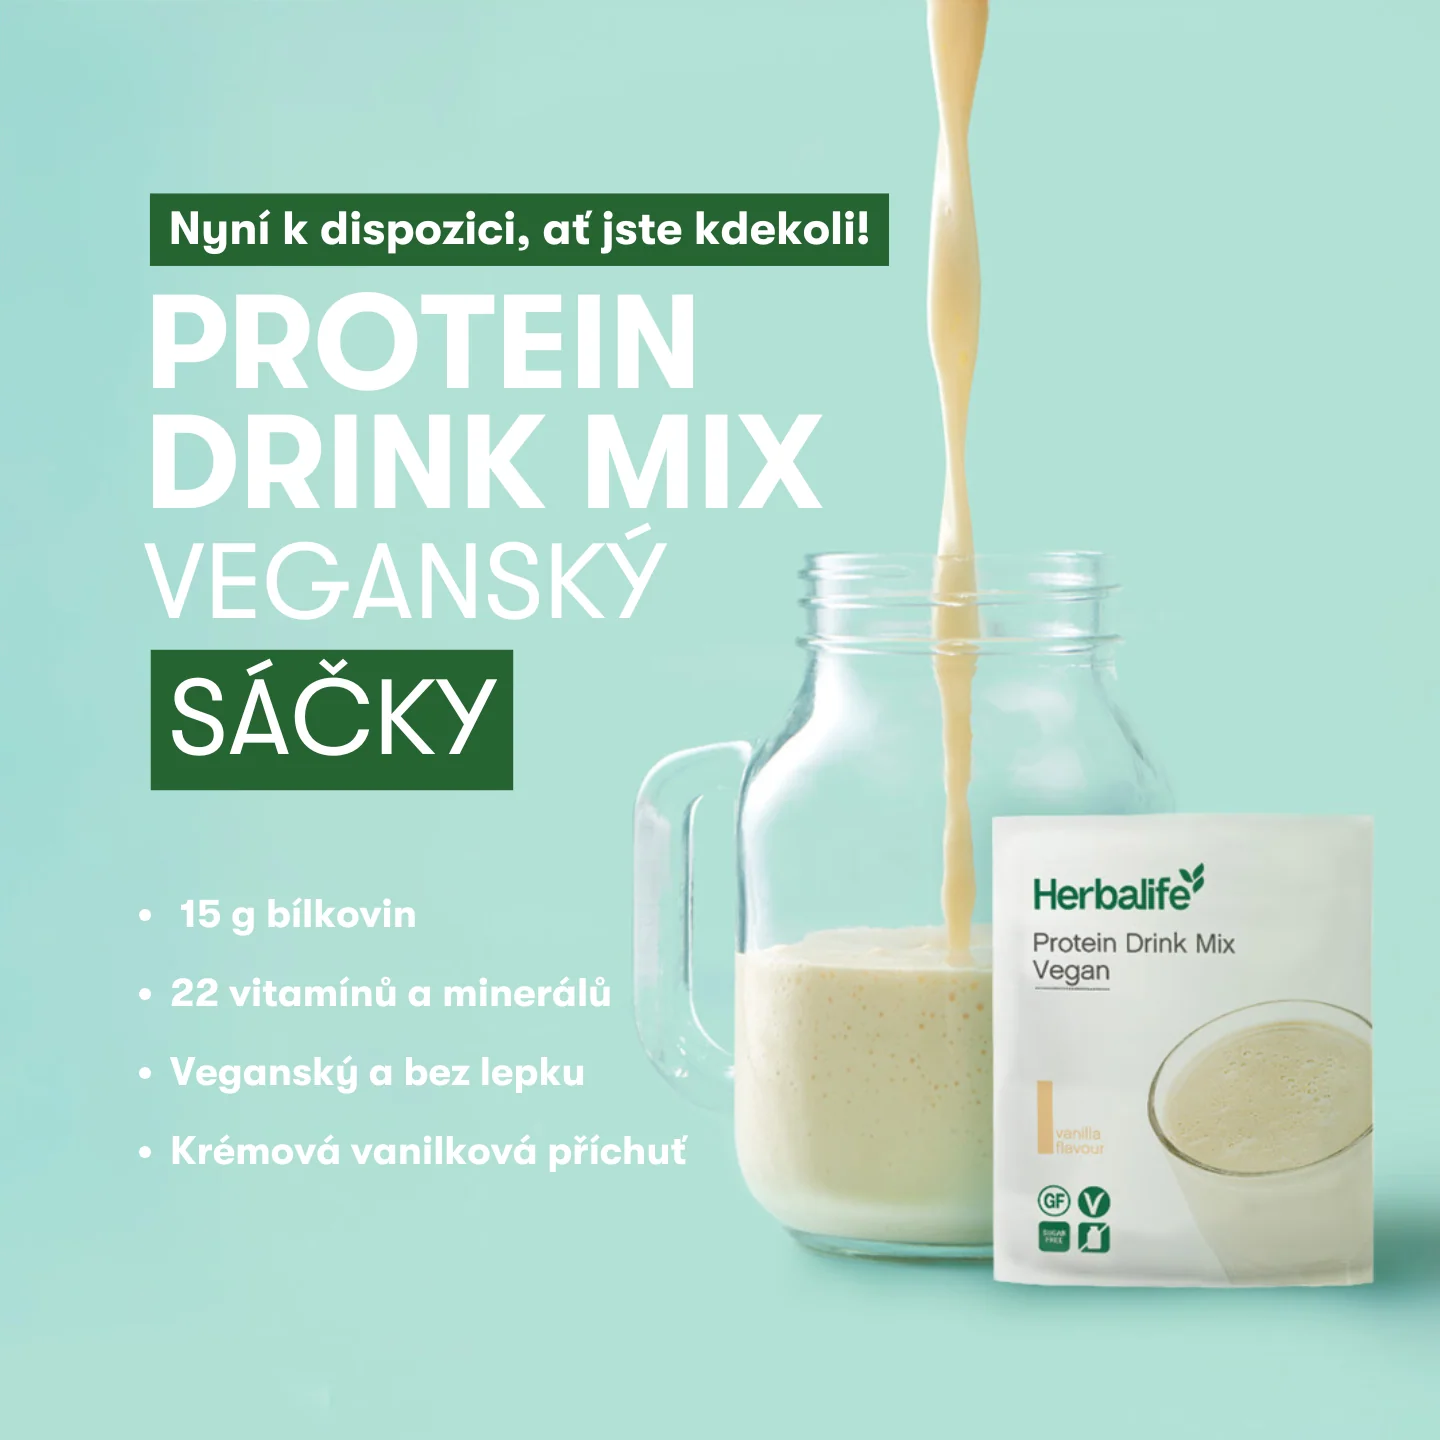 Nyní k dispozici, ať jste kdekoli!
PROTEIN
DRINK MIX
VEGANSKÝ
SÁČKY
• 15 g bílkovin
• 22 vitamínů a minerálů
• Veganský a bez lepku
• Krémová vanilková příchuť
Herbalife
Protein Drink Mix
Vegan
vanilla
flavour
GF
V
SUGAR
FREE